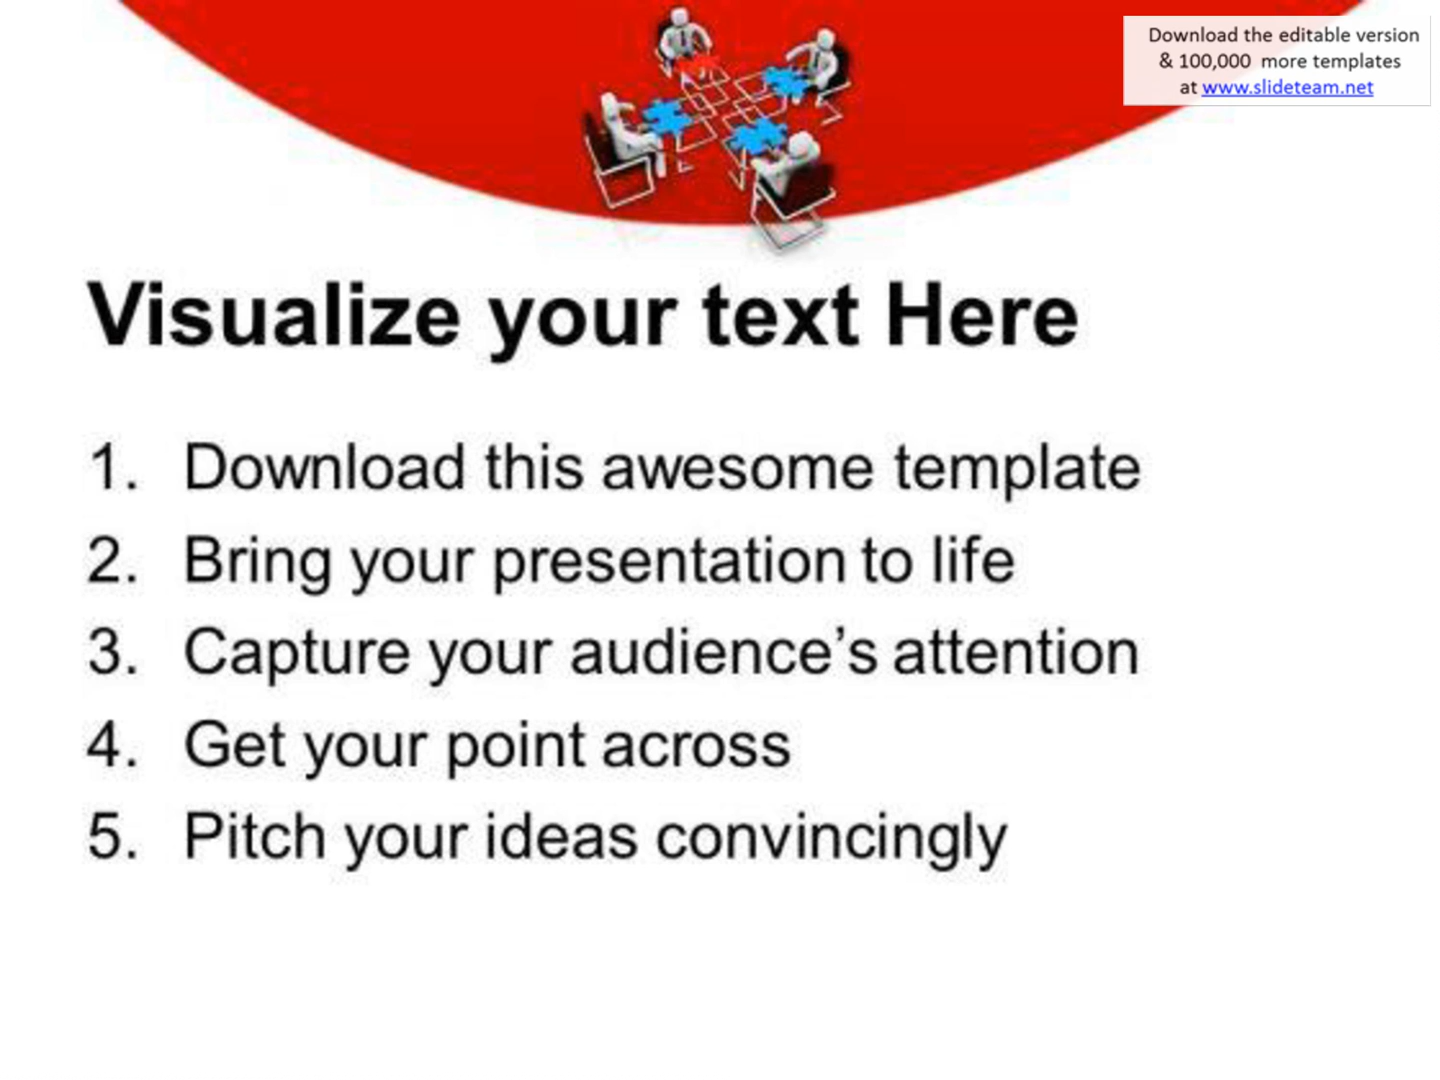 Download the editable version
& 100,000 more templates
at www.slideteam.net
Visualize your text Here
1. Download this awesome template
2. Bring your presentation to life
3. Capture your audience’s attention
4. Get your point across
5. Pitch your ideas convincingly